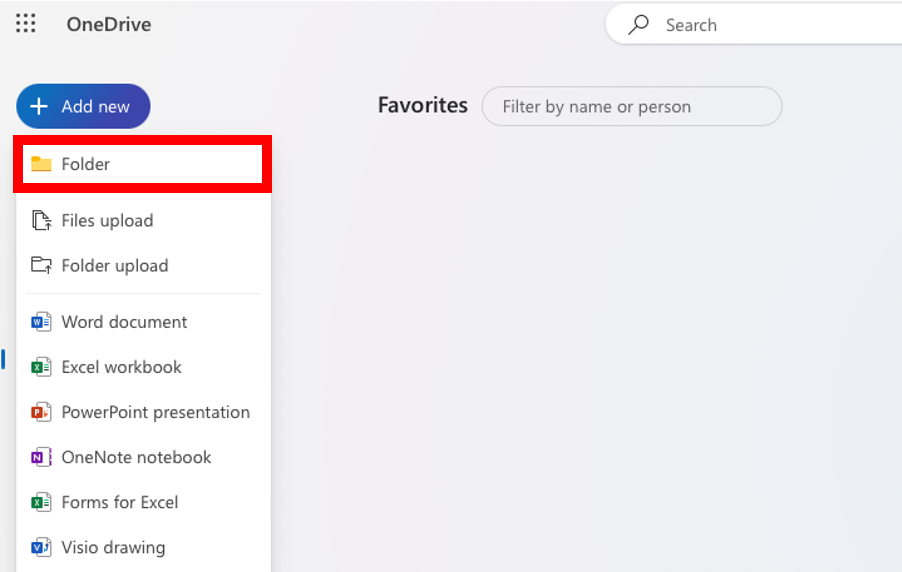 OneDrive
Search
Add new
Favorites
Filter by name or person
Folder
Files upload
Folder upload
Word document
Excel workbook
PowerPoint presentation
OneNote notebook
Forms for Excel
Visio drawing